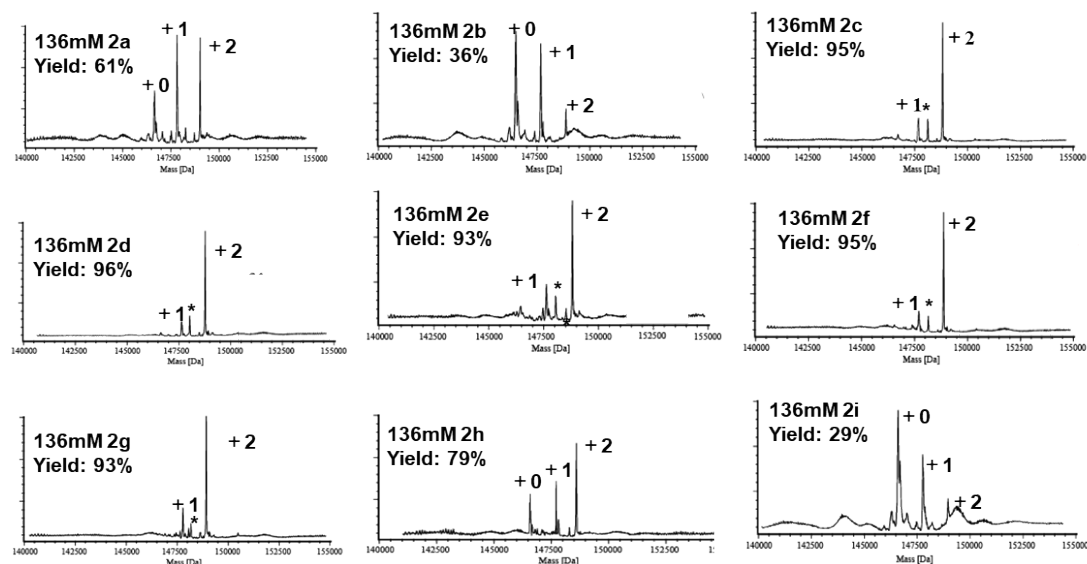 136mM 2a
Yield: 61%
+ 0
+ 1
+ 2
140000 142500 145000 147500 150000 152500 155000
Mass [Da]
136mM 2b
Yield: 36%
+ 0
+ 1
+ 2
140000 142500 145000 147500 150000 152500 155000
Mass [Da]
136mM 2c
Yield: 95%
+ 1
*
+ 2
140000 142500 145000 147500 150000 152500 155000
Mass [Da]
136mM 2d
Yield: 96%
+ 1
*
+ 2
140000 142500 145000 147500 150000 152500 155000
Mass [Da]
136mM 2e
Yield: 93%
+ 1
*
*
+ 2
140000 142500 145000 147500 150000 152500 155000
Mass [Da]
136mM 2f
Yield: 95%
+ 1
*
+ 2
140000 142500 145000 147500 150000 152500 155000
Mass [Da]
136mM 2g
Yield: 93%
+ 1
*
+ 2
140000 142500 145000 147500 150000 152500 155000
Mass [Da]
136mM 2h
Yield: 79%
+ 0
+ 1
+ 2
140000 142500 145000 147500 150000 152500 155000
Mass [Da]
136mM 2i
Yield: 29%
+ 0
+ 1
+ 2
140000 142500 145000 147500 150000 152500 155000
Mass [Da]